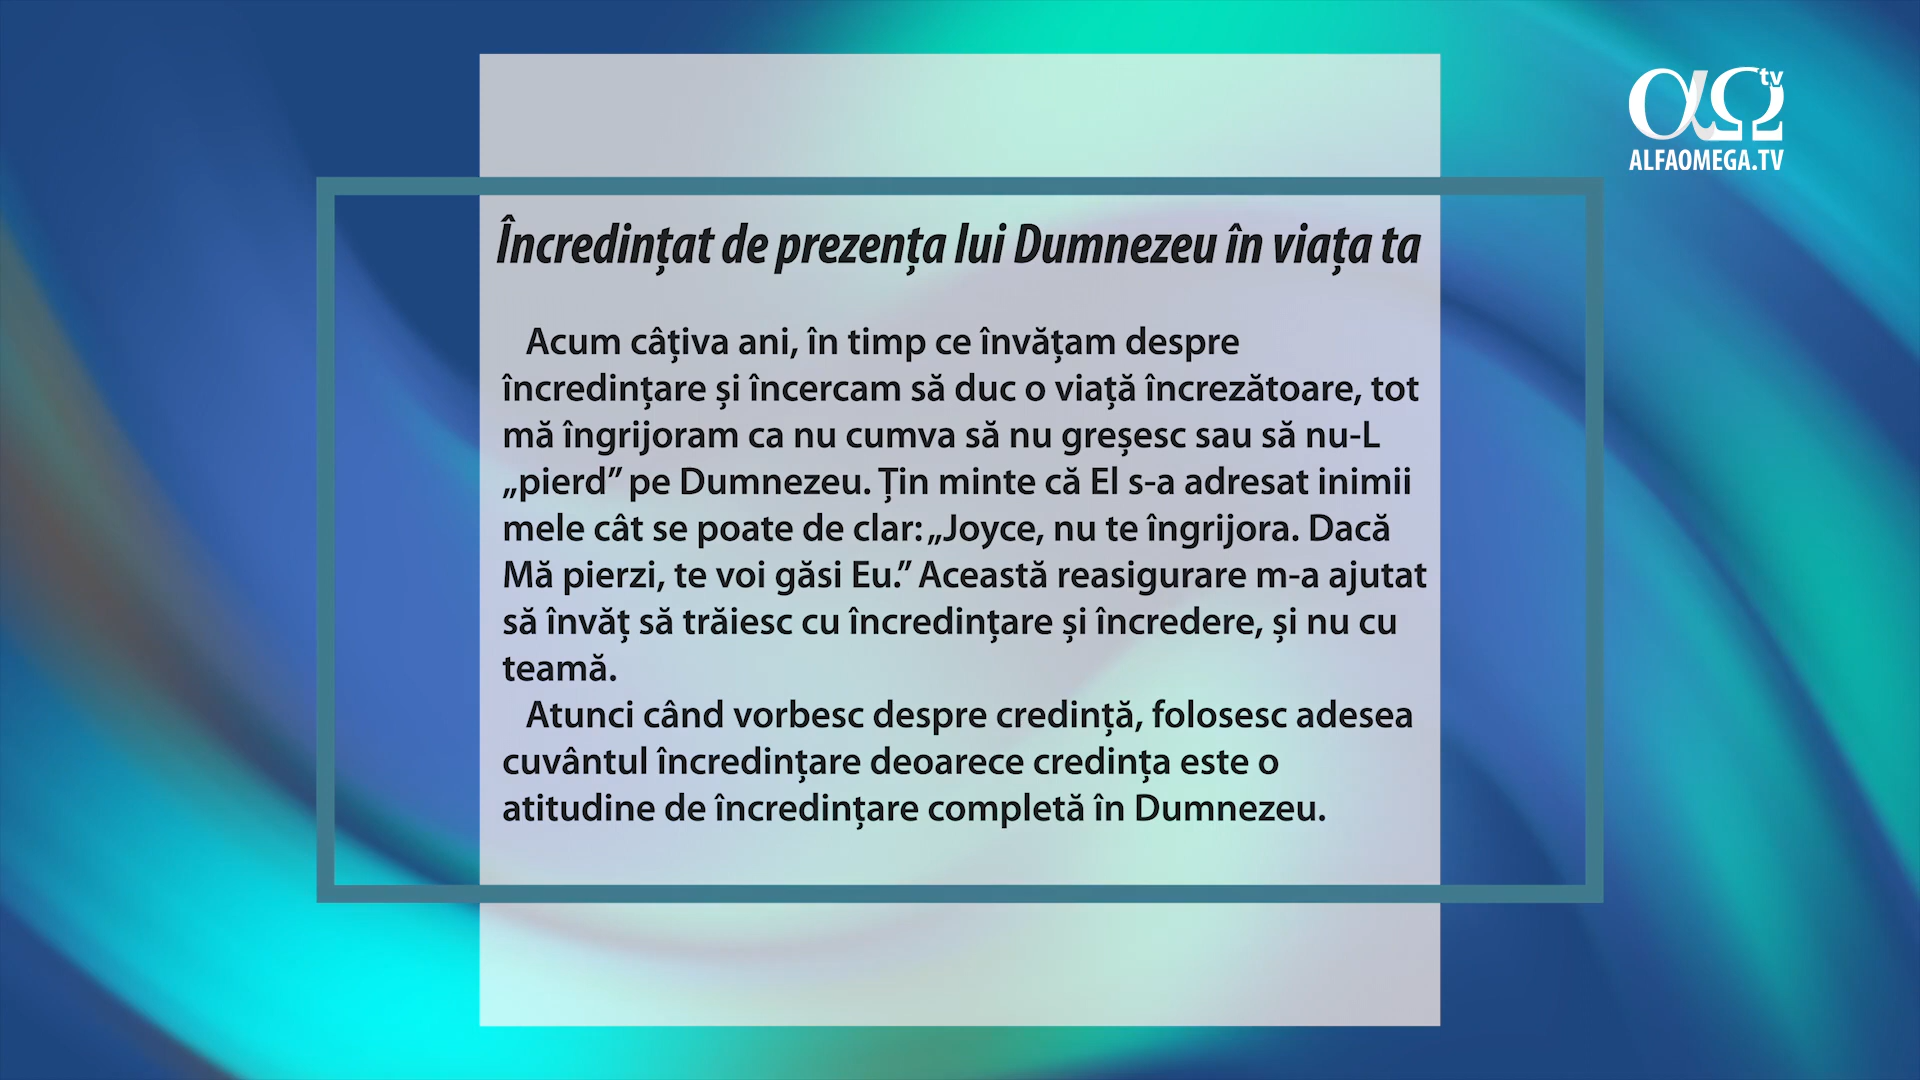 αΩ tv
ALFAOMEGA.TV
Încredințat de prezența lui Dumnezeu în viața ta
Acum câțiva ani, în timp ce învățam despre
încredințare și încercam să duc o viață încrezătoare, tot
mă îngrijoram ca nu cumva să nu greșesc sau să nu-L
„pierd” pe Dumnezeu. Țin minte că El s-a adresat inimii
mele cât se poate de clar: „Joyce, nu te îngrijora. Dacă
Mă pierzi, te voi găsi Eu.” Această reasigurare m-a ajutat
să învăț să trăiesc cu încredințare și încredere, și nu cu
teamă.
Atunci când vorbesc despre credință, folosesc adesea
cuvântul încredințare deoarece credința este o
atitudine de încredințare completă în Dumnezeu.